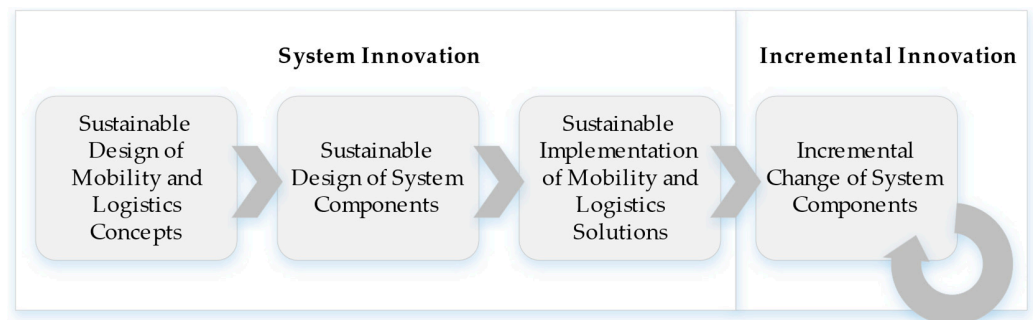 System Innovation
Incremental Innovation
Sustainable
Design of
Mobility and
Logistics
Concepts
Sustainable
Design of System
Components
Sustainable
Implementation
of Mobility and
Logistics
Solutions
Incremental
Change of System
Components